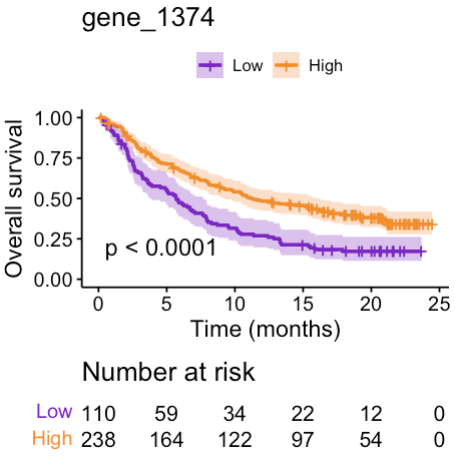 gene_1374
Low High
Overall survival
1.00
0.75
0.50
0.25
0.00
p < 0.0001
0 5 10 15 20 25
Time (months)
Number at risk
Low 110 59 34 22 12 0
High 238 164 122 97 54 0